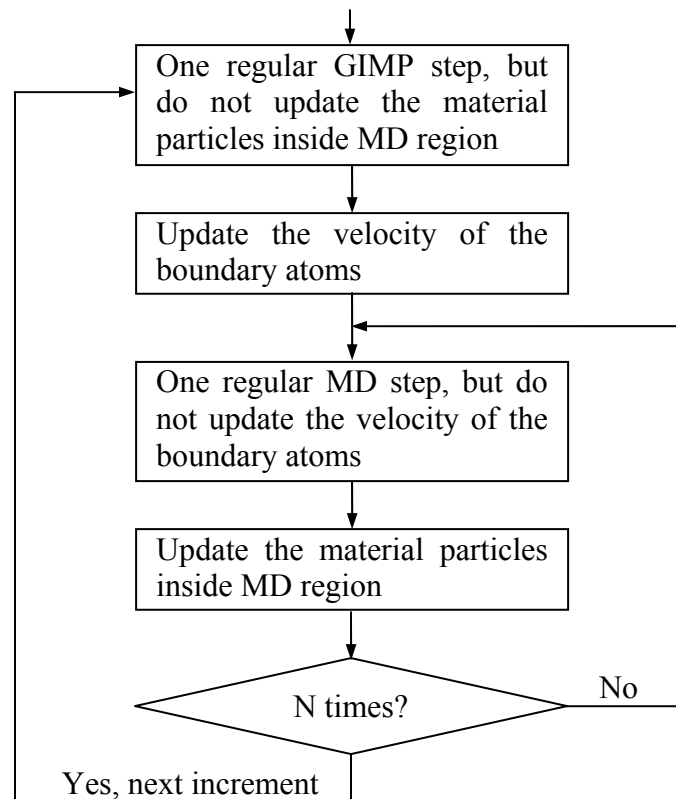 One regular GIMP step, but
do not update the material
particles inside MD region
Update the velocity of the
boundary atoms
One regular MD step, but do
not update the velocity of the
boundary atoms
Update the material particles
inside MD region
N times?
No
Yes, next increment